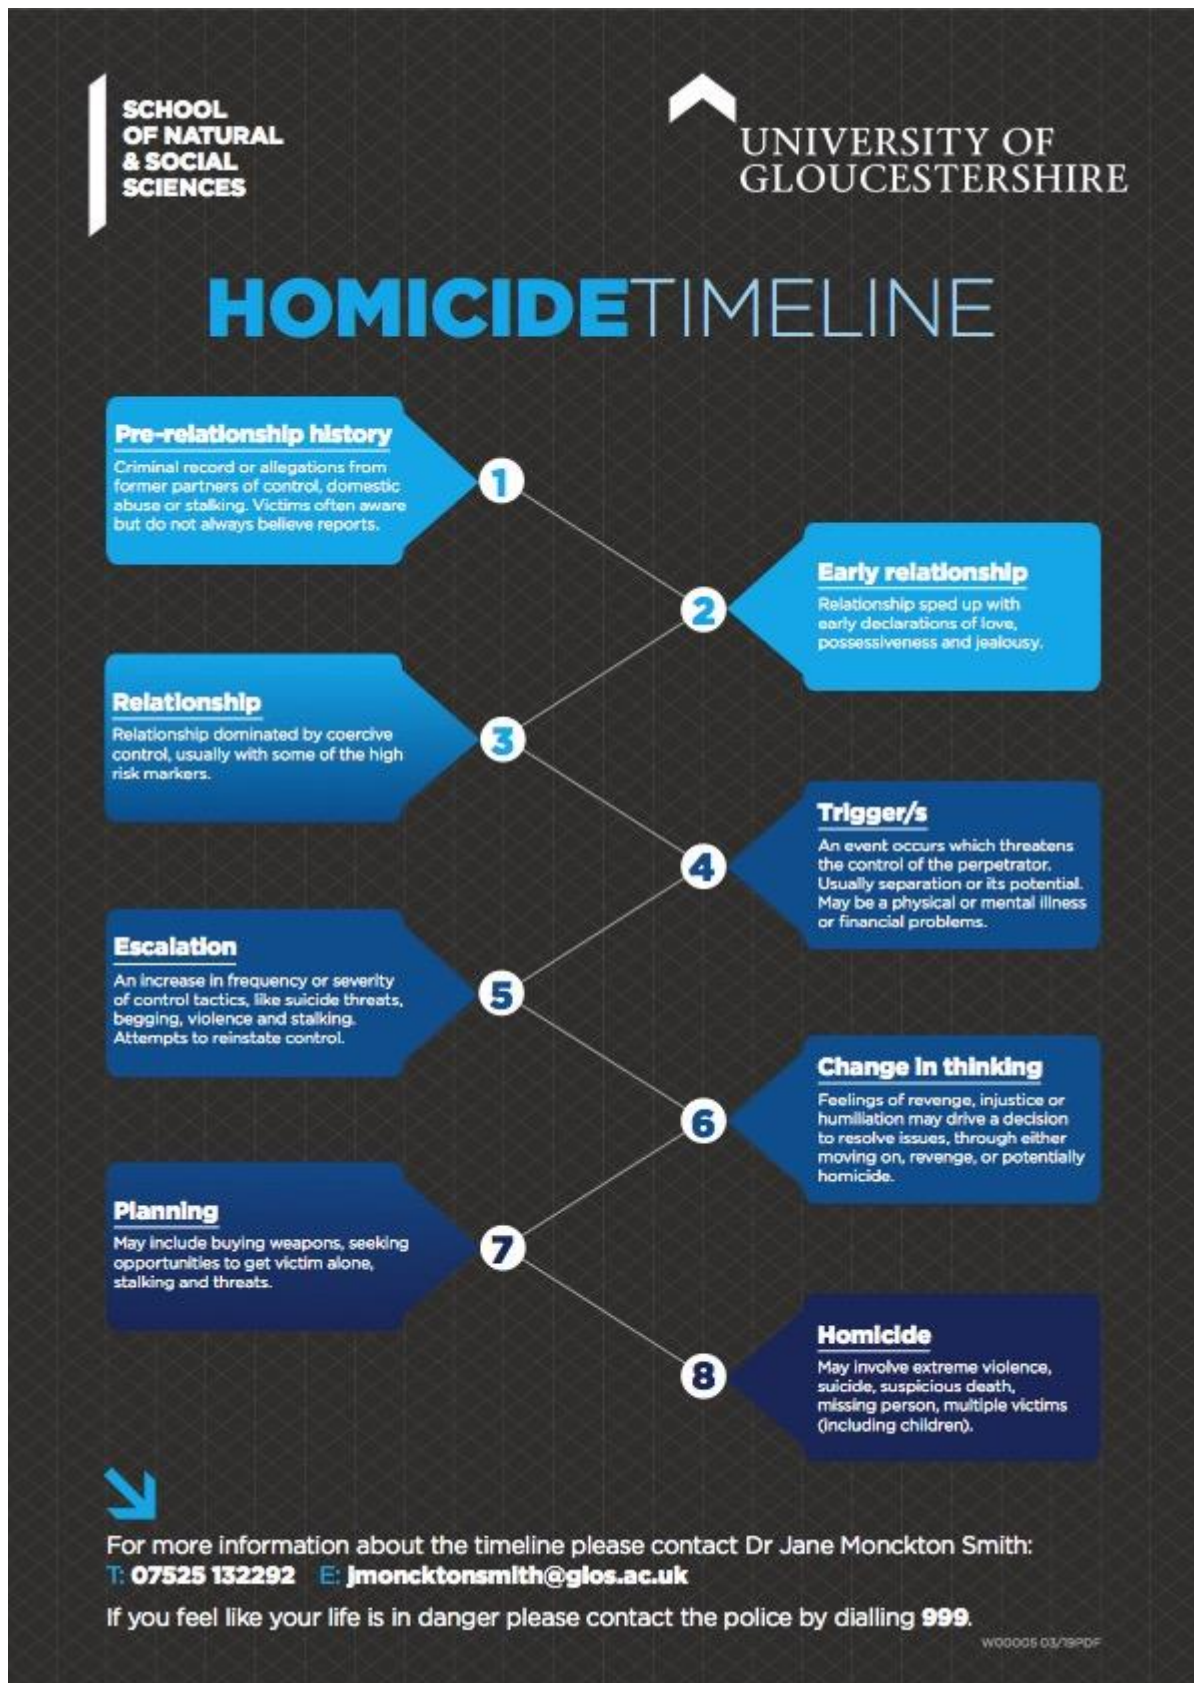 SCHOOL
OF NATURAL
& SOCIAL
SCIENCES
UNIVERSITY OF
GLOUCESTERSHIRE
HOMICIDETIMELINE
Pre-relationship history
Criminal record or allegations from
former partners of control, domestic
abuse or stalking. Victims often aware
but do not always believe reports.
1
Early relationship
Relationship sped up with
early declarations of love,
possessiveness and jealousy.
2
Relationship
Relationship dominated by coercive
control, usually with some of the high
risk markers.
3
Trigger/s
An event occurs which threatens
the control of the perpetrator.
Usually separation or its potential.
May be a physical or mental illness
or financial problems.
4
Escalation
An increase in frequency or severity
of control tactics, like suicide threats,
begging, violence and stalking.
Attempts to reinstate control.
5
Change in thinking
Feelings of revenge, injustice or
humiliation may drive a decision
to resolve issues, through either
moving on, revenge, or potentially
homicide.
6
Planning
May include buying weapons, seeking
opportunities to get victim alone,
stalking and threats.
7
Homicide
May involve extreme violence,
suicide, suspicious death,
missing person, multiple victims
(including children).
8
For more information about the timeline please contact Dr Jane Monckton Smith:
T: 07525 132292 E: jmoncktonsmith@glos.ac.uk
If you feel like your life is in danger please contact the police by dialling 999.
W00005 03/19PDF